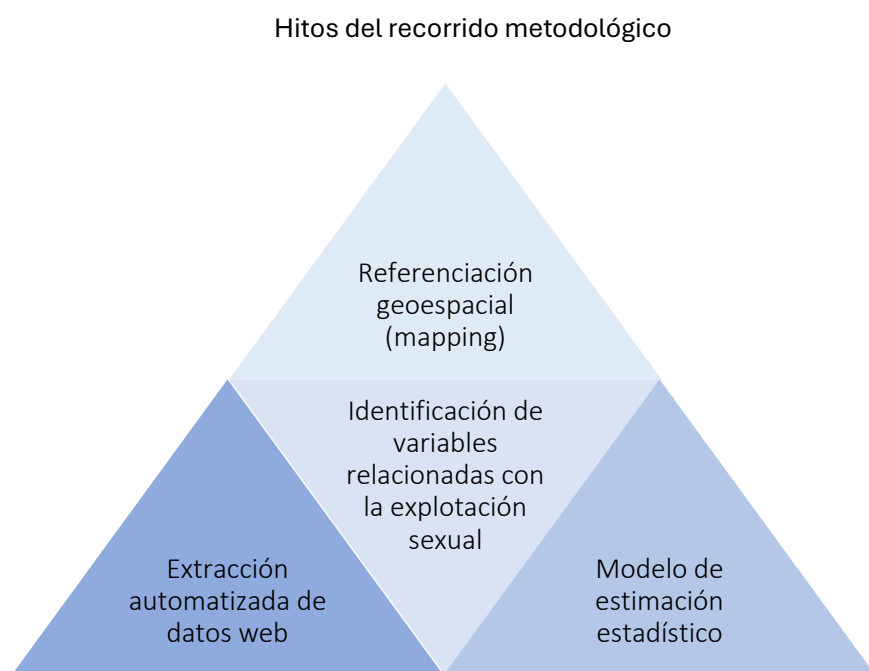 Hitos del recorrido metodológico
Referenciación
geoespacial
(mapping)
Identificación de
variables
relacionadas con
la explotación
sexual
Extracción
automatizada de
datos web
Modelo de
estimación
estadístico